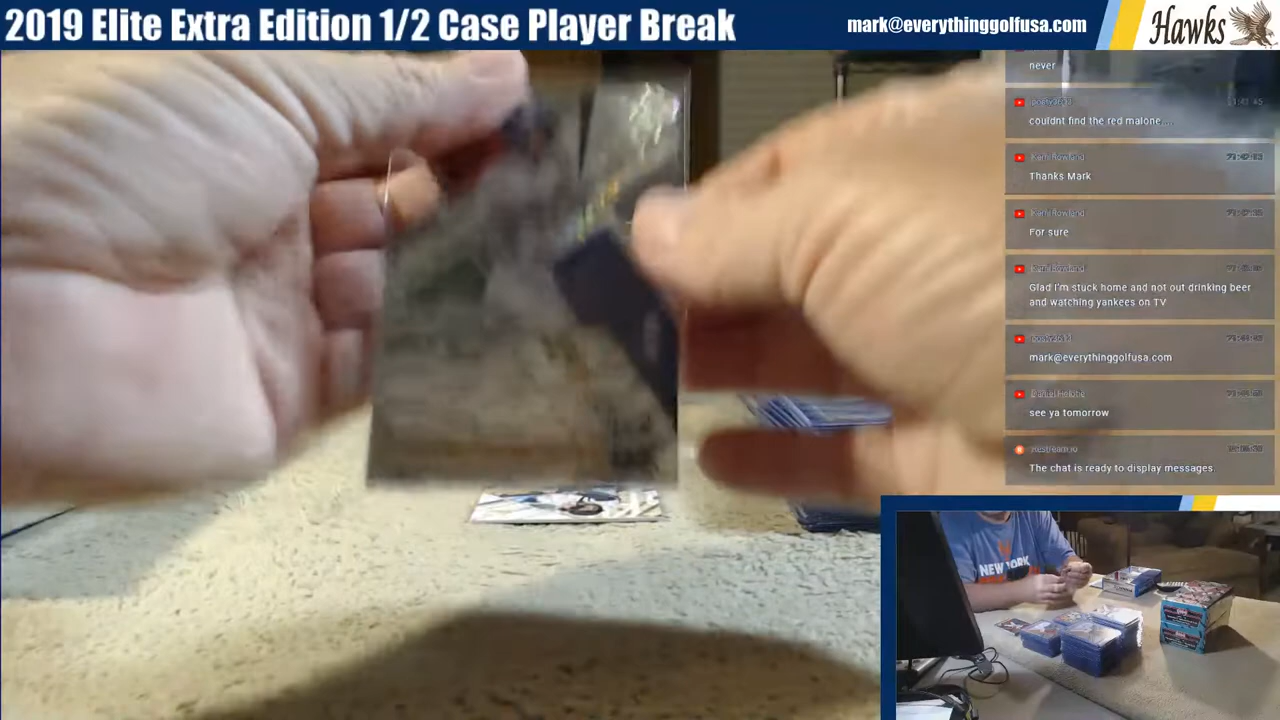 2019 Elite Extra Edition 1/2 Case Player Break
mark@everythinggolfusa.com
Hawks
never
couldnt find the red malone....
Thanks Mark
For sure
Glad I'm stuck home and not out drinking beer
and watching yankees on TV
mark@everythinggolfusa.com
see ya tomorrow
The chat is ready to display messages.
NEW YORK